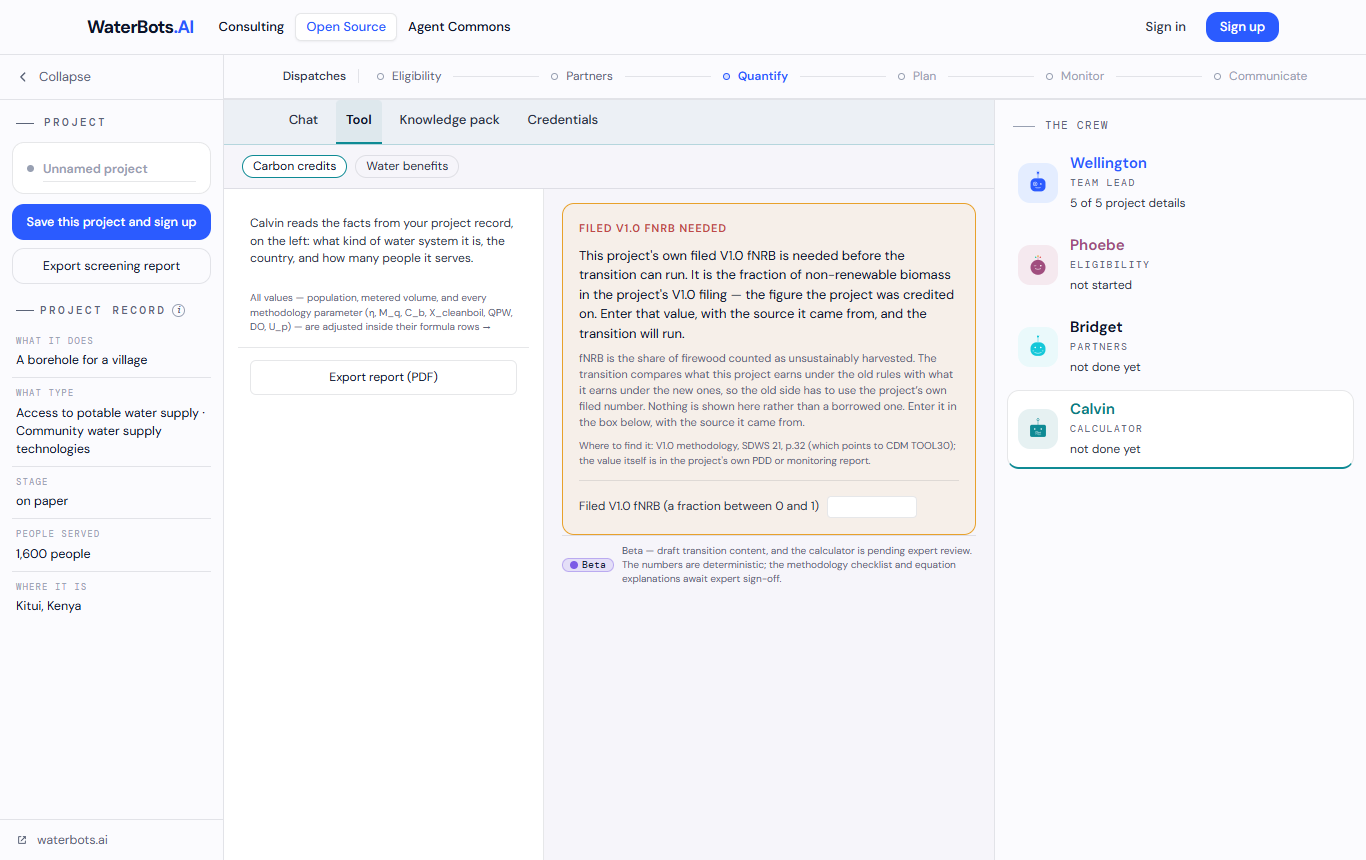 WaterBots.AI
Consulting
Open Source
Agent Commons
Sign in
Sign up
Collapse
Dispatches
Eligibility
Partners
Quantify
Plan
Monitor
Communicate
PROJECT
Unnamed project
Save this project and sign up
Export screening report
PROJECT RECORD
WHAT IT DOES
A borehole for a village
WHAT TYPE
Access to potable water supply ·
Community water supply
technologies
STAGE
on paper
PEOPLE SERVED
1,600 people
WHERE IT IS
Kitui, Kenya
waterbots.ai
Chat
Tool
Knowledge pack
Credentials
Carbon credits
Water benefits
Calvin reads the facts from your project record,
on the left: what kind of water system it is, the
country, and how many people it serves.
All values — population, metered volume, and every
methodology parameter (η, M_q, C_b, X_cleanboil, QPW,
DO, U_p) — are adjusted inside their formula rows →
Export report (PDF)
FILED V1.0 FNRB NEEDED
This project's own filed V1.0 fNRB is needed before the
transition can run. It is the fraction of non-renewable biomass
in the project's V1.0 filing — the figure the project was credited
on. Enter that value, with the source it came from, and the
transition will run.
fNRB is the share of firewood counted as unsustainably harvested. The
transition compares what this project earns under the old rules with what
it earns under the new ones, so the old side has to use the project's own
filed number. Nothing is shown here rather than a borrowed one. Enter it in
the box below, with the source it came from.
Where to find it: V1.0 methodology, SDWS 21, p.32 (which points to CDM TOOL30);
the value itself is in the project's own PDD or monitoring report.
Filed V1.0 fNRB (a fraction between 0 and 1)
Beta
Beta — draft transition content, and the calculator is pending expert review.
The numbers are deterministic; the methodology checklist and equation
explanations await expert sign-off.
THE CREW
Wellington
TEAM LEAD
5 of 5 project details
Phoebe
ELIGIBILITY
not started
Bridget
PARTNERS
not done yet
Calvin
CALCULATOR
not done yet